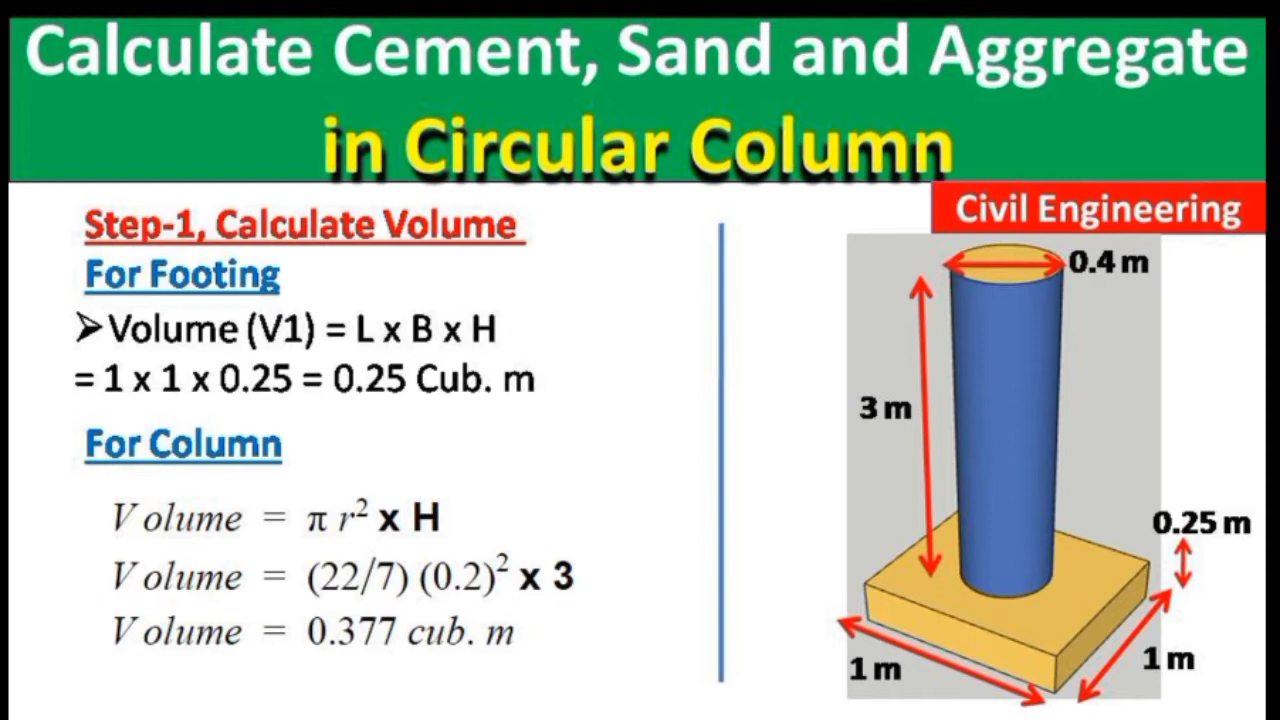 Calculate Cement, Sand and Aggregate
in Circular Column
Civil Engineering
Step-1, Calculate Volume
For Footing
➢Volume (V1) = L x B x H
= 1 x 1 x 0.25 = 0.25 Cub. m
For Column
Volume = π r² x H
Volume = (22/7) (0.2)² x 3
Volume = 0.377 cub. m
0.4 m
3 m
0.25 m
1 m
1 m